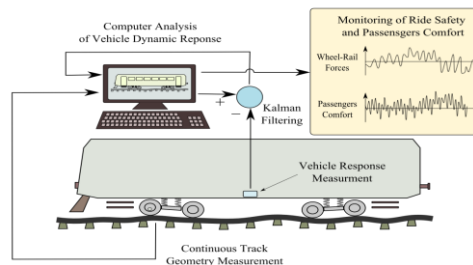 Computer Analysis
of Vehicle Dynamic Reponse
Monitoring of Ride Safety
and Passensgers Comfort
Wheel-Rail
Forces
Passengers
Comfort
+
−
Kalman
Filtering
Vehicle Response
Measurment
Continuous Track
Geometry Measurement